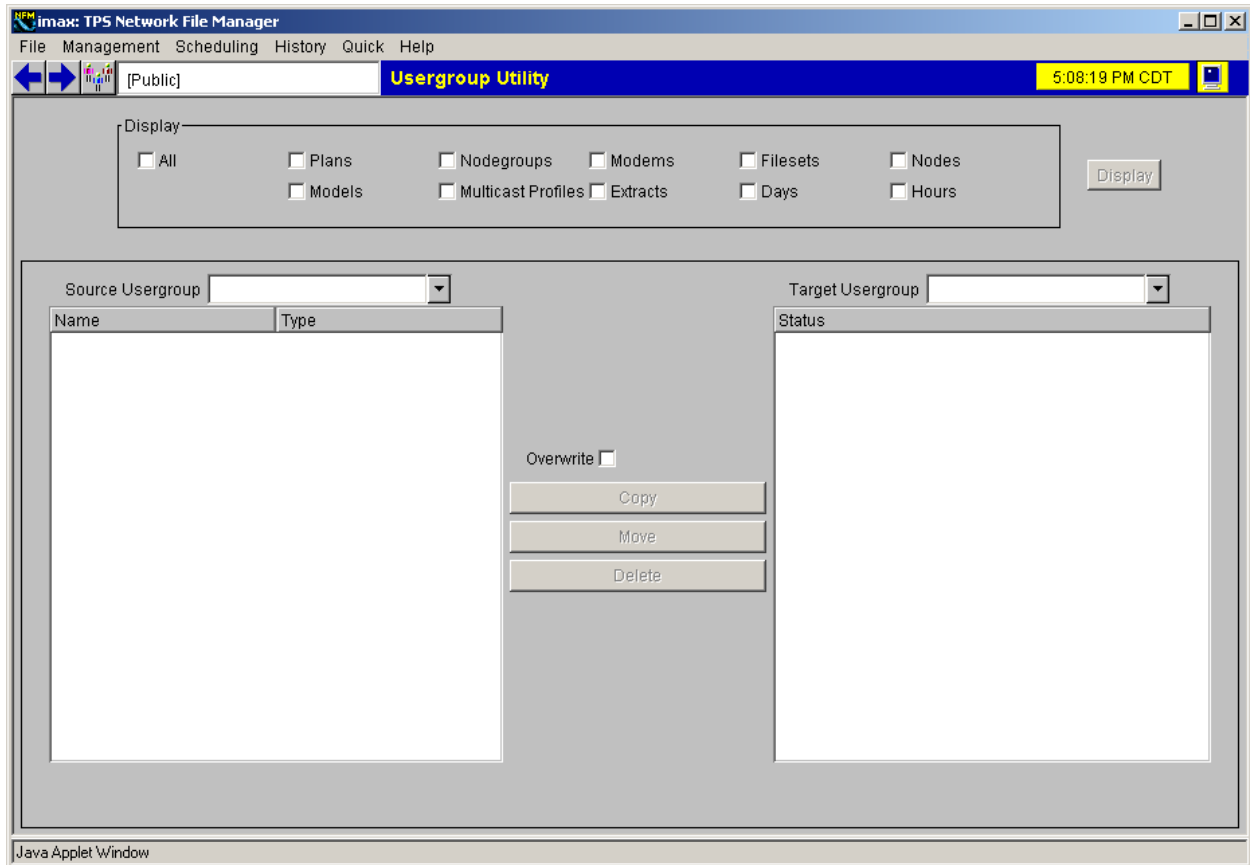 NFM imax: TPS Network File Manager
File Management Scheduling History Quick Help
[Public] Usergroup Utility 5:08:19 PM CDT
Display
All Plans Nodegroups Modems Filesets Nodes
Display
Models Multicast Profiles Extracts Days Hours
Source Usergroup Target Usergroup
Name Type Status
Overwrite
Copy
Move
Delete
Java Applet Window